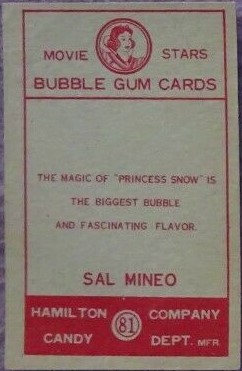 MOVIE STARS
BUBBLE GUM CARDS
THE MAGIC OF "PRINCESS SNOW" IS
THE BIGGEST BUBBLE
AND FASCINATING FLAVOR.
SAL MINEO
HAMILTON COMPANY
81
CANDY DEPT. MFR.